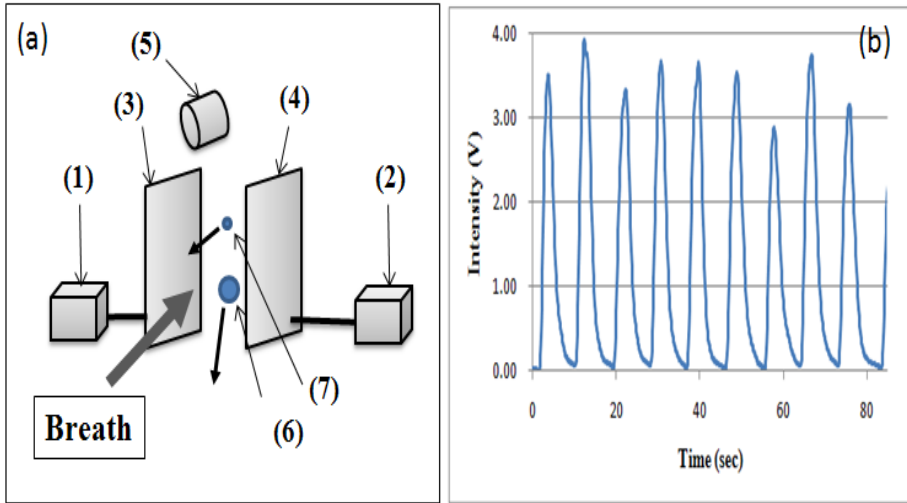 (a)
(5)
(3)
(4)
(1)
(2)
(7)
(6)
Breath
(b)
4.00
3.00
2.00
1.00
0.00
Intensity (V)
0 20 40 60 80
Time (sec)